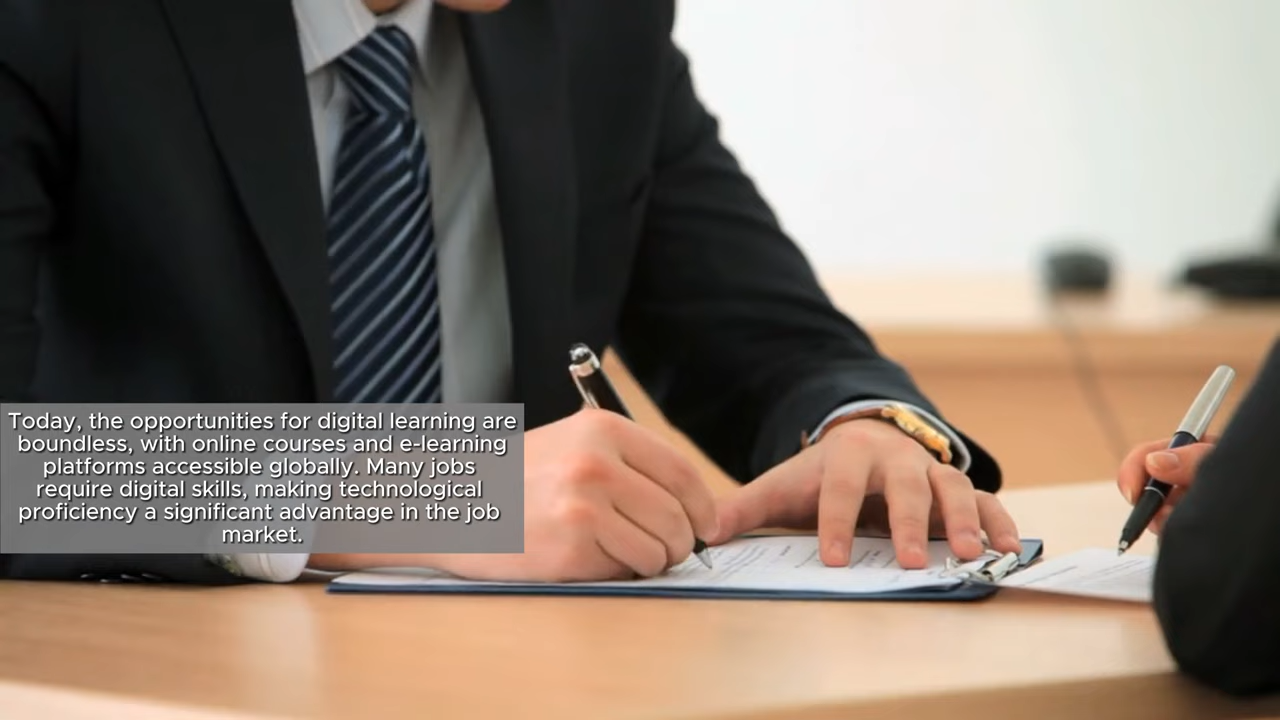 Today, the opportunities for digital learning are
boundless, with online courses and e-learning
platforms accessible globally. Many jobs
require digital skills, making technological
proficiency a significant advantage in the job
market.